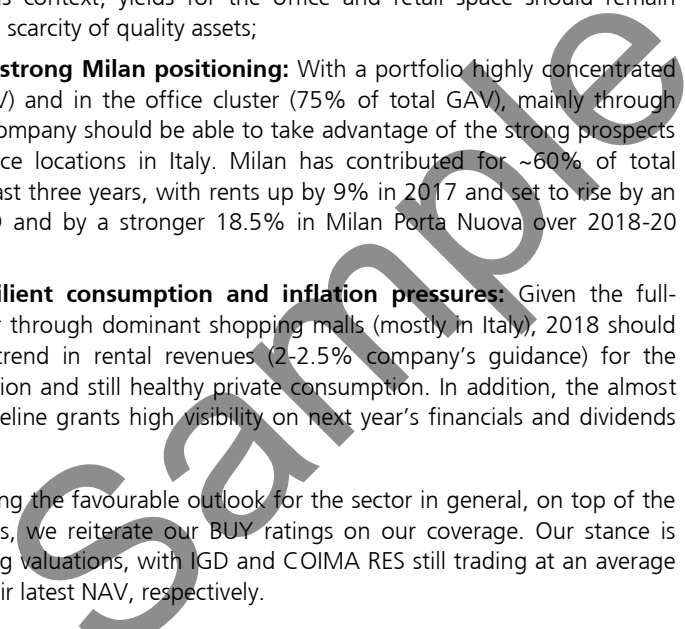 context, yields for the office and retail space should remain
scarcity of quality assets;
strong Milan positioning: With a portfolio highly concentrated
and in the office cluster (75% of total GAV), mainly through
should be able to take advantage of the strong prospects
locations in Italy. Milan has contributed for ~60% of total
three years, with rents up by 9% in 2017 and set to rise by an
and by a stronger 18.5% in Milan Porta Nuova over 2018-20
consumption and inflation pressures: Given the full-
through dominant shopping malls (mostly in Italy), 2018 should
trend in rental revenues (2-2.5% company’s guidance) for the
and still healthy private consumption. In addition, the almost
grants high visibility on next year’s financials and dividends
the favourable outlook for the sector in general, on top of the
we reiterate our BUY ratings on our coverage. Our stance is
valuations, with IGD and COIMA RES still trading at an average
latest NAV, respectively.
Sample